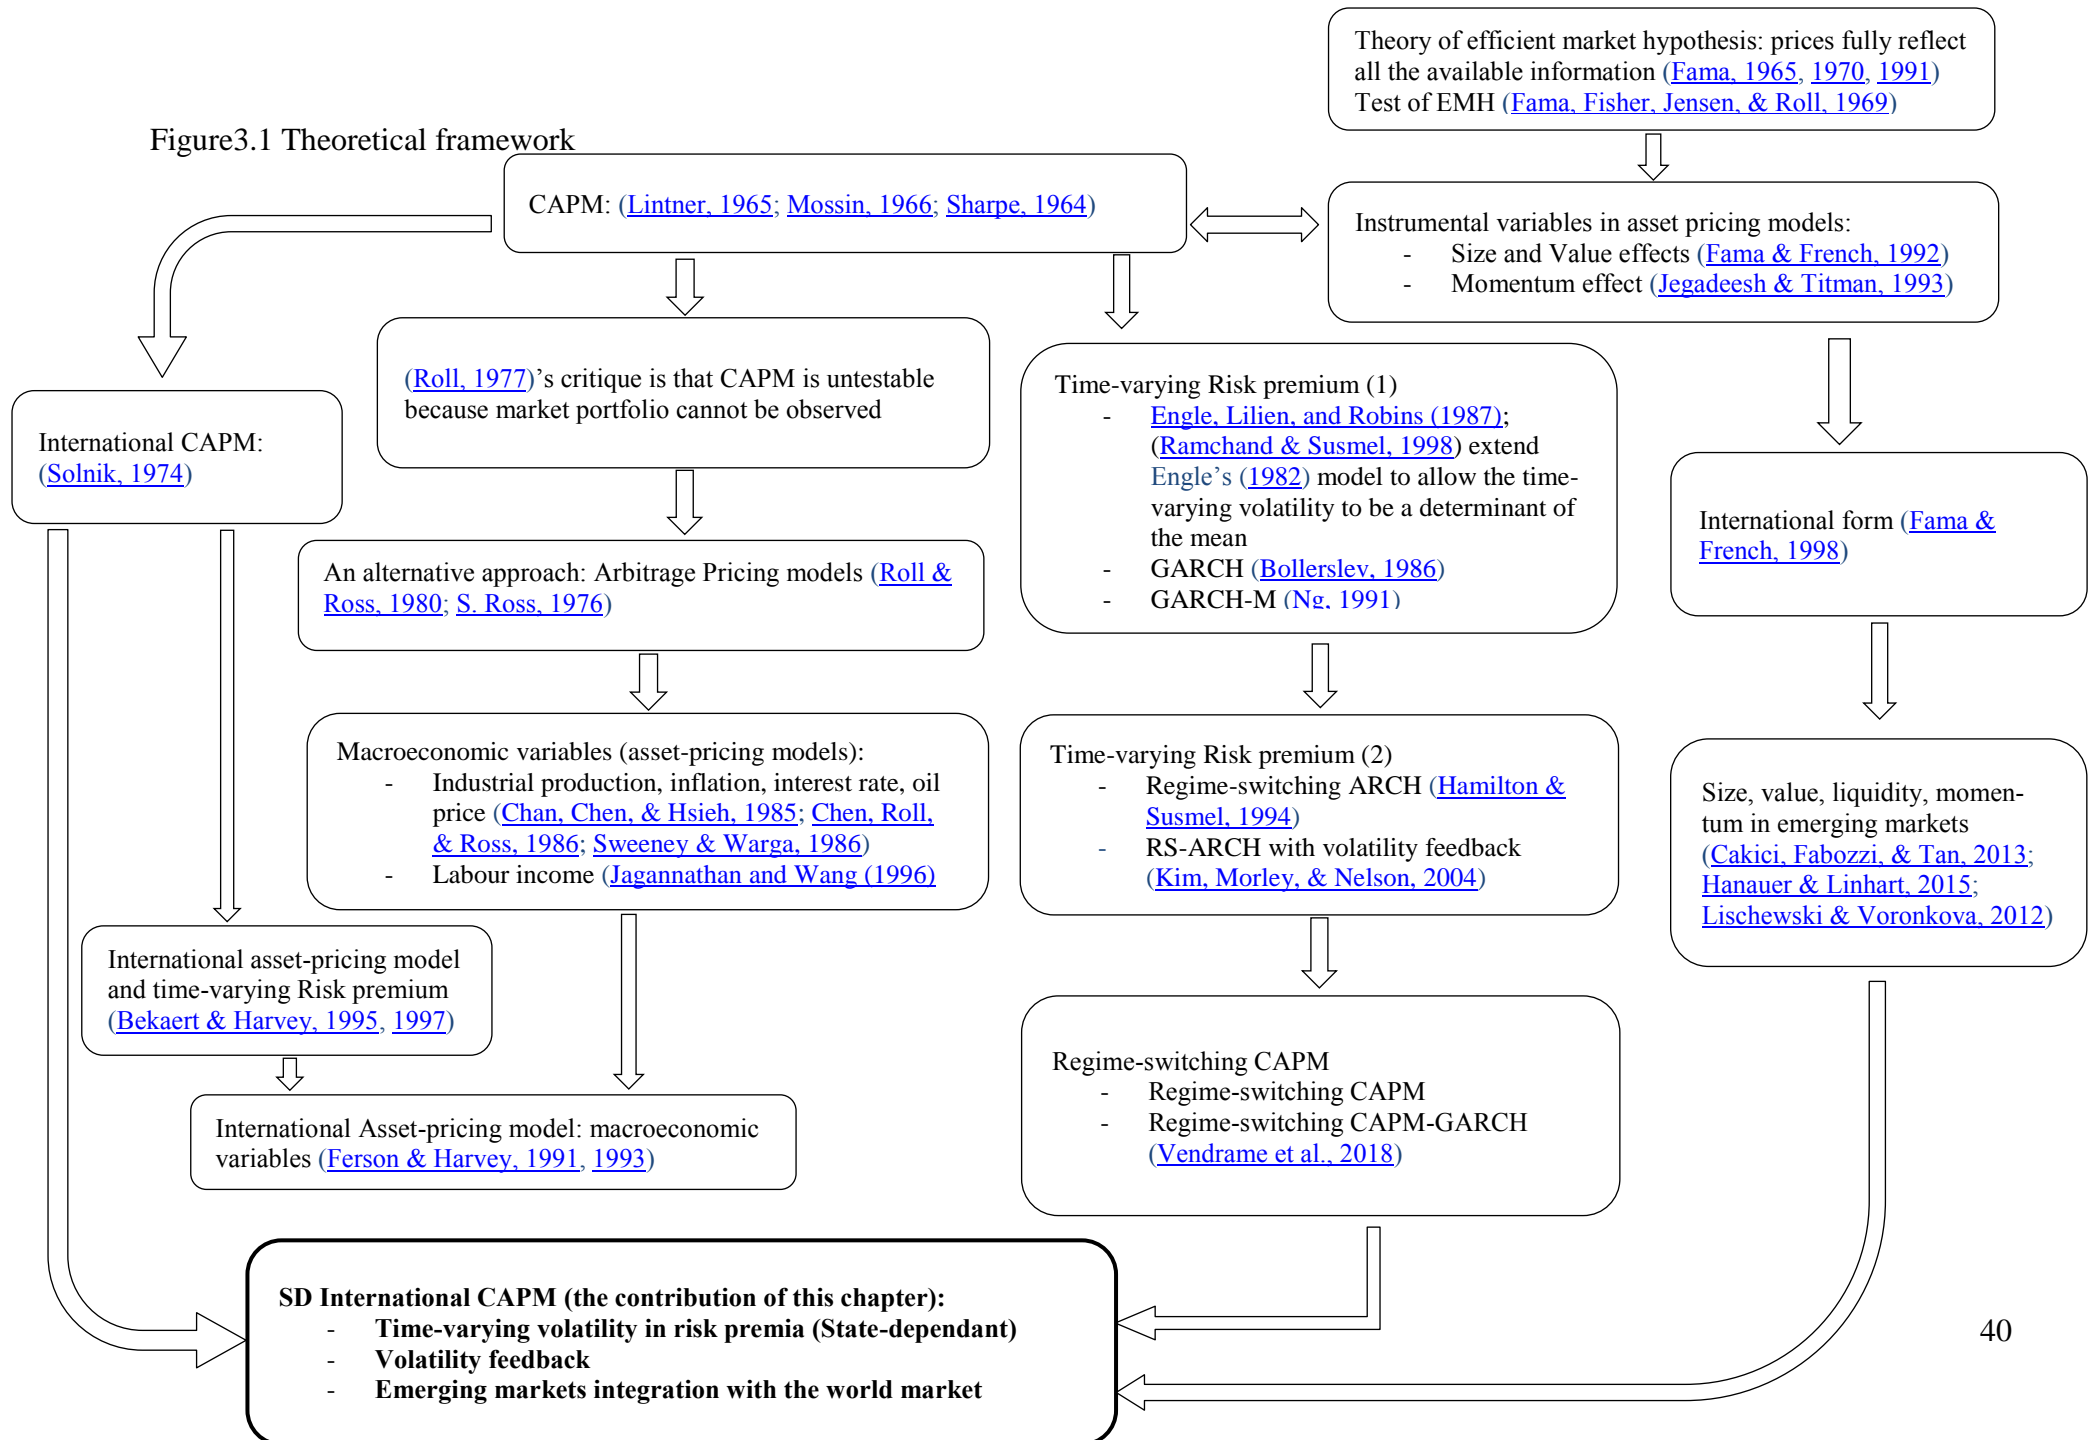 Theory of efficient market hypothesis: prices fully reflect
all the available information (Fama, 1965, 1970, 1991)
Test of EMH (Fama, Fisher, Jensen, & Roll, 1969)
Figure3.1 Theoretical framework
CAPM: (Lintner, 1965; Mossin, 1966; Sharpe, 1964)
Instrumental variables in asset pricing models:
- Size and Value effects (Fama & French, 1992)
- Momentum effect (Jegadeesh & Titman, 1993)
(Roll, 1977)’s critique is that CAPM is untestable
because market portfolio cannot be observed
International CAPM:
(Solnik, 1974)
Time-varying Risk premium (1)
- Engle, Lilien, and Robins (1987);
(Ramchand & Susmel, 1998) extend
Engle’s (1982) model to allow the time-
varying volatility to be a determinant of
the mean
- GARCH (Bollerslev, 1986)
- GARCH-M (Ng, 1991)
International form (Fama &
French, 1998)
An alternative approach: Arbitrage Pricing models (Roll &
Ross, 1980; S. Ross, 1976)
Macroeconomic variables (asset-pricing models):
- Industrial production, inflation, interest rate, oil
price (Chan, Chen, & Hsieh, 1985; Chen, Roll,
& Ross, 1986; Sweeney & Warga, 1986)
- Labour income (Jagannathan and Wang (1996)
Time-varying Risk premium (2)
- Regime-switching ARCH (Hamilton &
Susmel, 1994)
- RS-ARCH with volatility feedback
(Kim, Morley, & Nelson, 2004)
Size, value, liquidity, momen-
tum in emerging markets
(Cakici, Fabozzi, & Tan, 2013;
Hanauer & Linhart, 2015;
Lischewski & Voronkova, 2012)
International asset-pricing model
and time-varying Risk premium
(Bekaert & Harvey, 1995, 1997)
Regime-switching CAPM
- Regime-switching CAPM
- Regime-switching CAPM-GARCH
(Vendrame et al., 2018)
International Asset-pricing model: macroeconomic
variables (Ferson & Harvey, 1991, 1993)
SD International CAPM (the contribution of this chapter):
- Time-varying volatility in risk premia (State-dependant)
- Volatility feedback
- Emerging markets integration with the world market
40